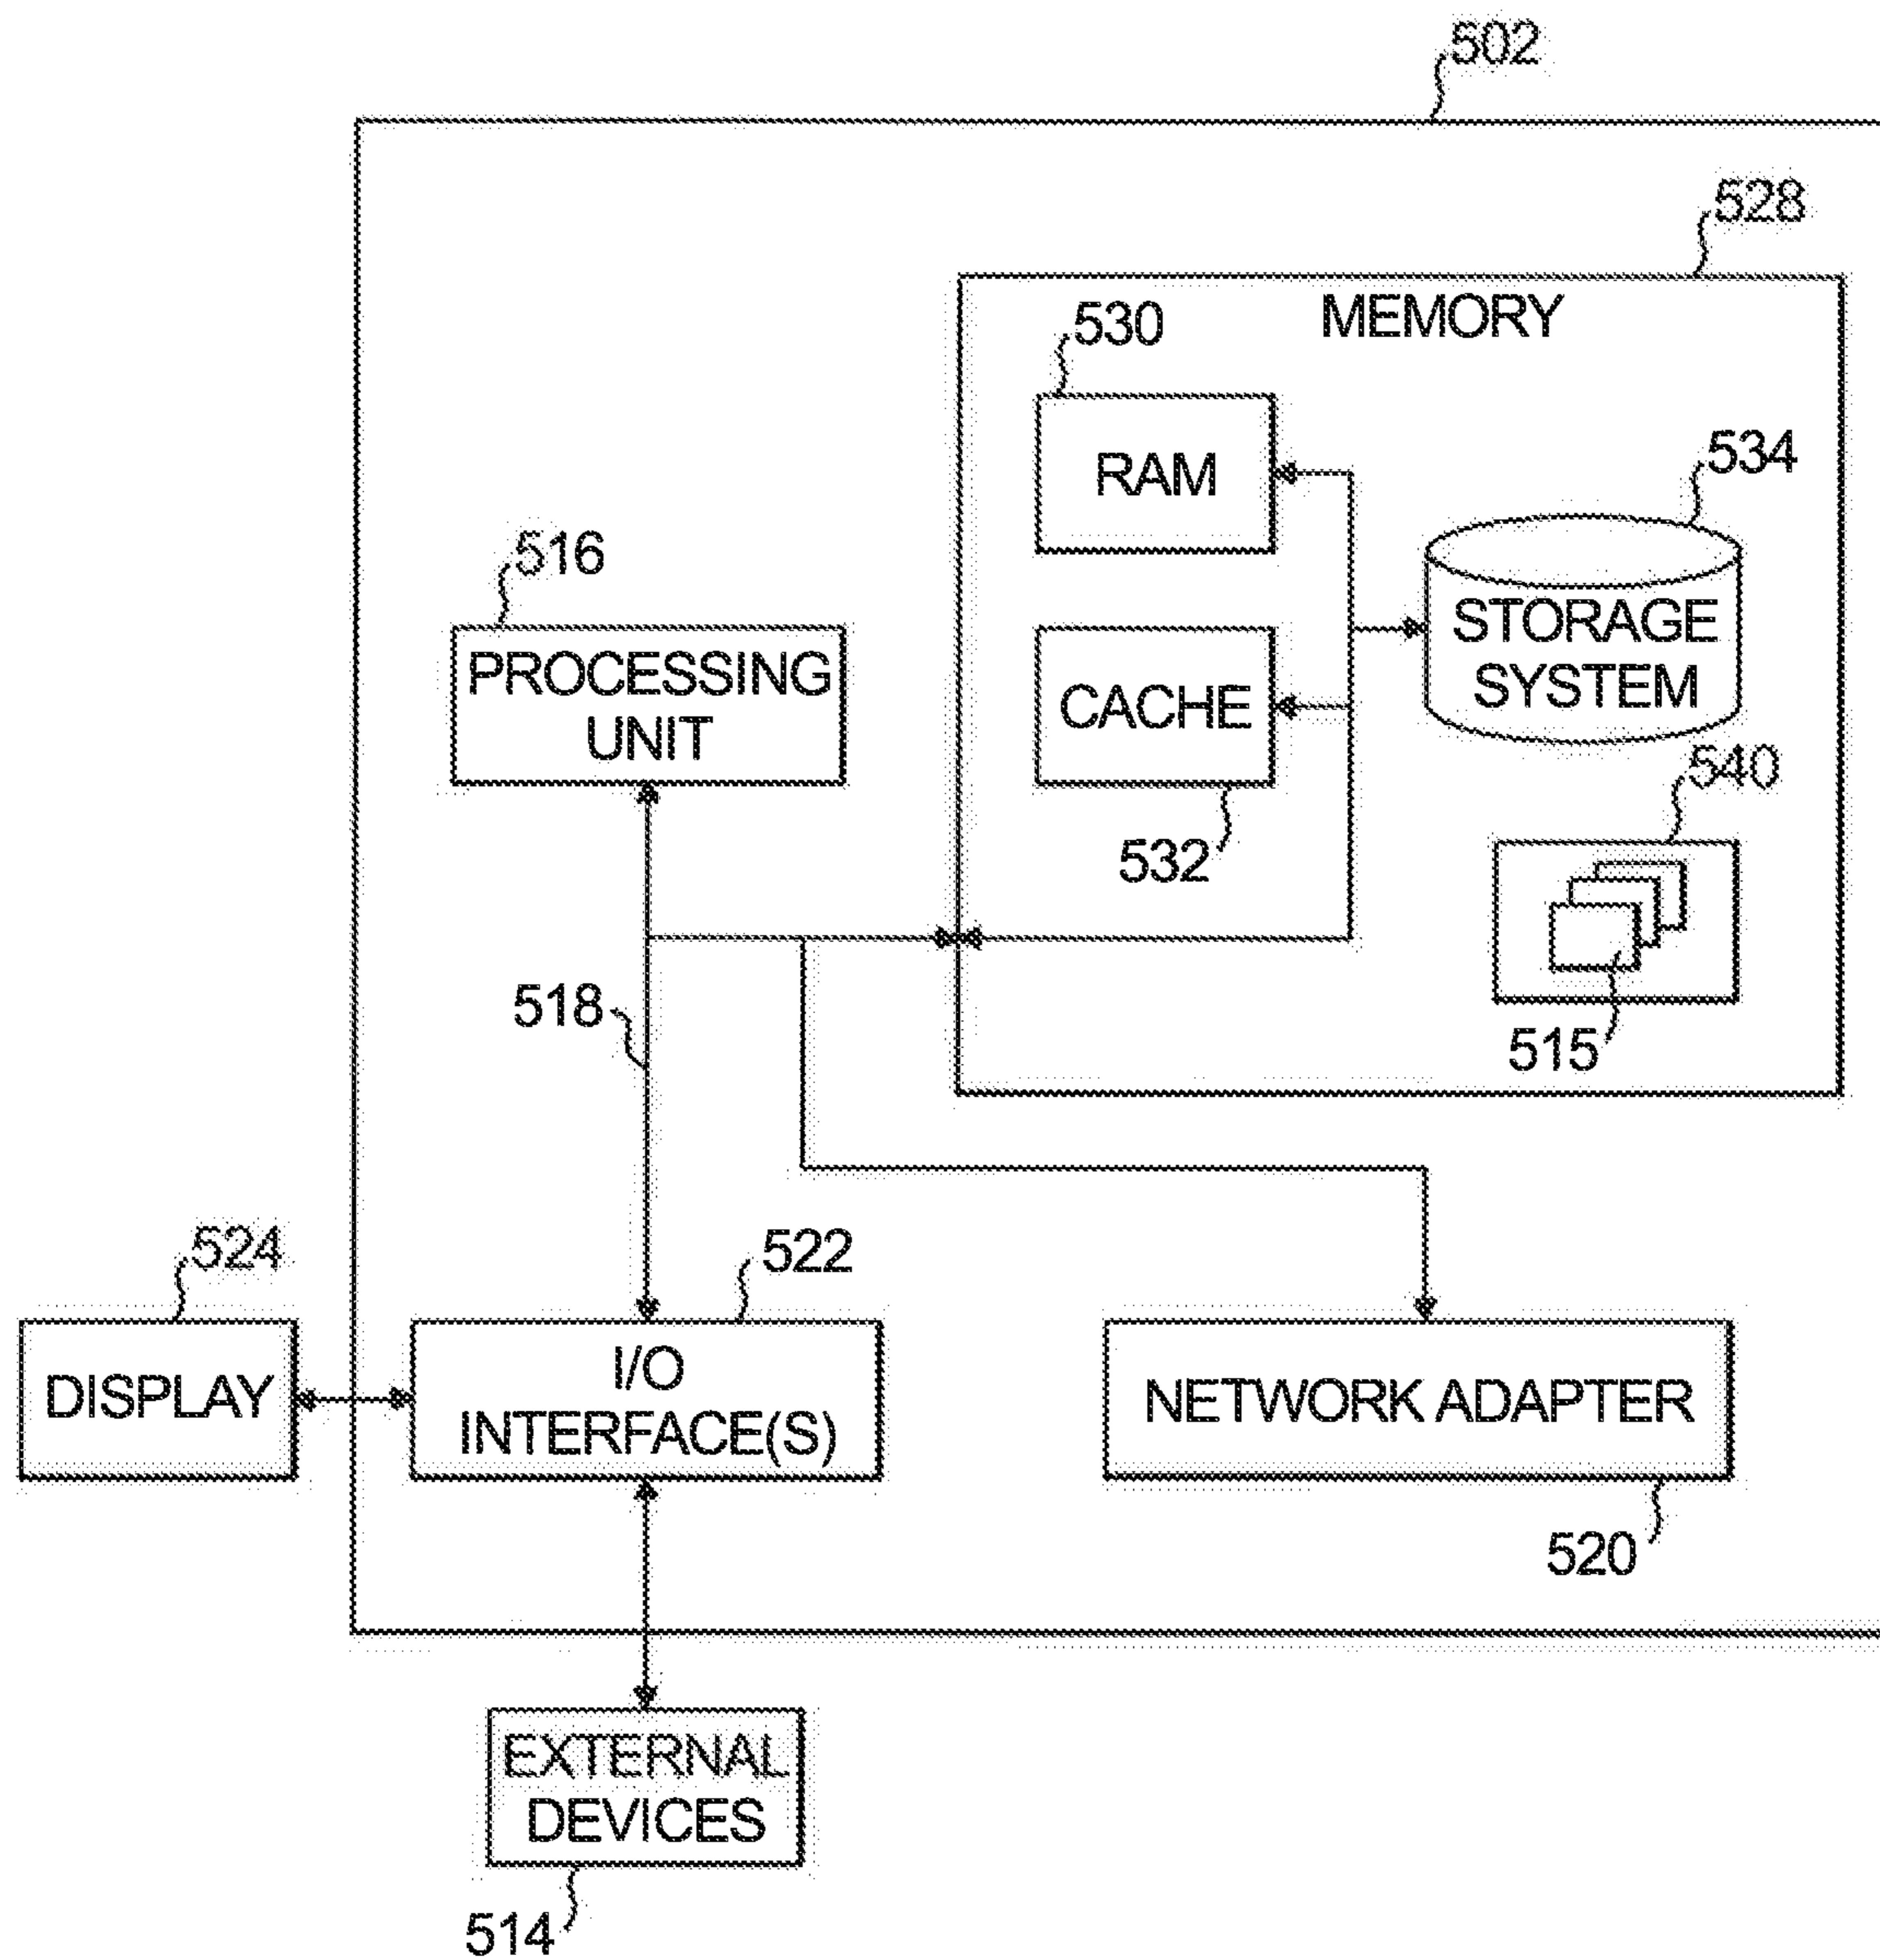 502
528
MEMORY
530
RAM
534
STORAGE
SYSTEM
516
PROCESSING
UNIT
CACHE
532
540
515
518
524
DISPLAY
522
I/O
INTERFACE(S)
NETWORK ADAPTER
520
EXTERNAL
DEVICES
514